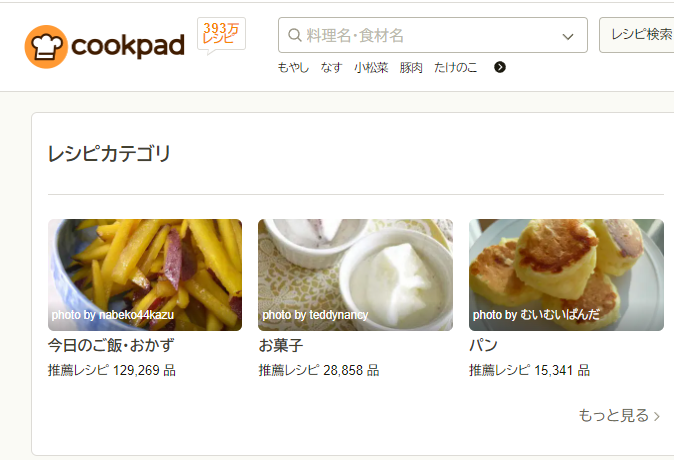 cookpad
393万
レシピ
料理名・食材名
レシピ検索
もやし なす 小松菜 豚肉 たけのこ
レシピカテゴリ
photo by nabeko44kazu
photo by teddynancy
photo by むいむいぱんだ
今日のご飯・おかず
お菓子
パン
推薦レシピ 129,269 品
推薦レシピ 28,858 品
推薦レシピ 15,341 品
もっと見る